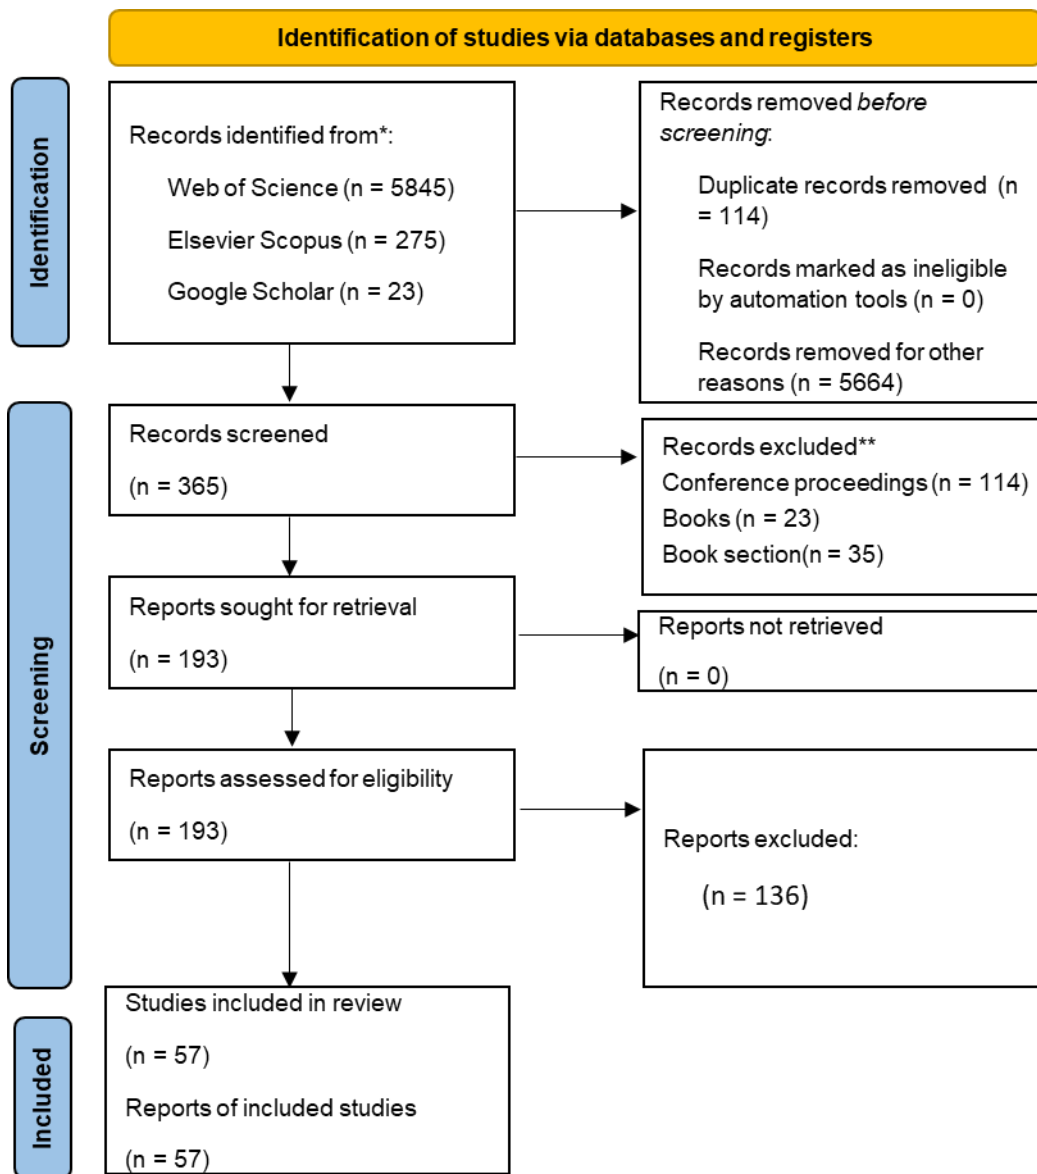 Identification of studies via databases and registers
Identification
Records identified from*:
Web of Science (n = 5845)
Elsevier Scopus (n = 275)
Google Scholar (n = 23)
Records removed before
screening:
Duplicate records removed (n
= 114)
Records marked as ineligible
by automation tools (n = 0)
Records removed for other
reasons (n = 5664)
Screening
Records screened
(n = 365)
Records excluded**
Conference proceedings (n = 114)
Books (n = 23)
Book section(n = 35)
Reports sought for retrieval
(n = 193)
Reports not retrieved
(n = 0)
Reports assessed for eligibility
(n = 193)
Reports excluded:
(n = 136)
Included
Studies included in review
(n = 57)
Reports of included studies
(n = 57)